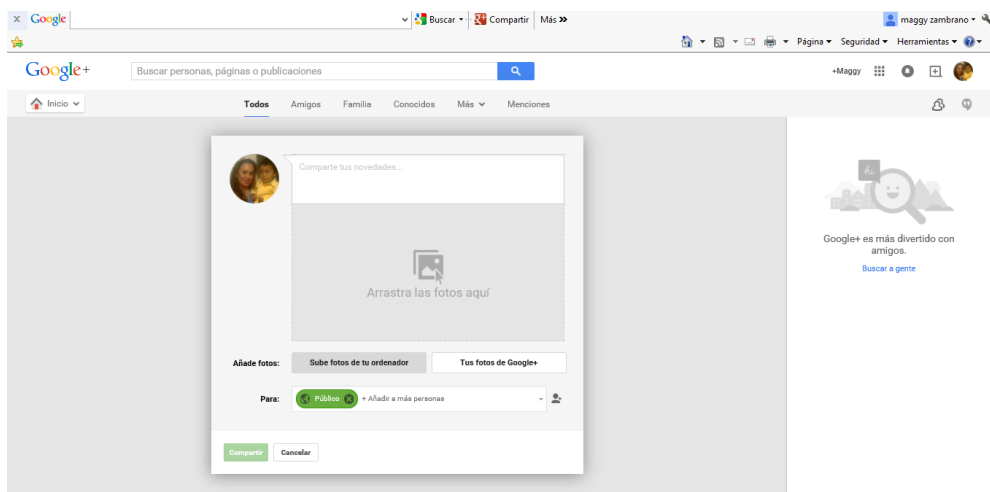 x Google Buscar Compartir Más » maggy zambrano
Página Seguridad Herramientas
Google+ Buscar personas, páginas o publicaciones +Maggy
Inicio Todos Amigos Familia Conocidos Más Menciones
Comparte tus novedades...
Arrastra las fotos aquí
Añade fotos: Sube fotos de tu ordenador Tus fotos de Google+
Para: Público + Añadir a más personas
Compartir Cancelar
Google+ es más divertido con
amigos.
Buscar a gente